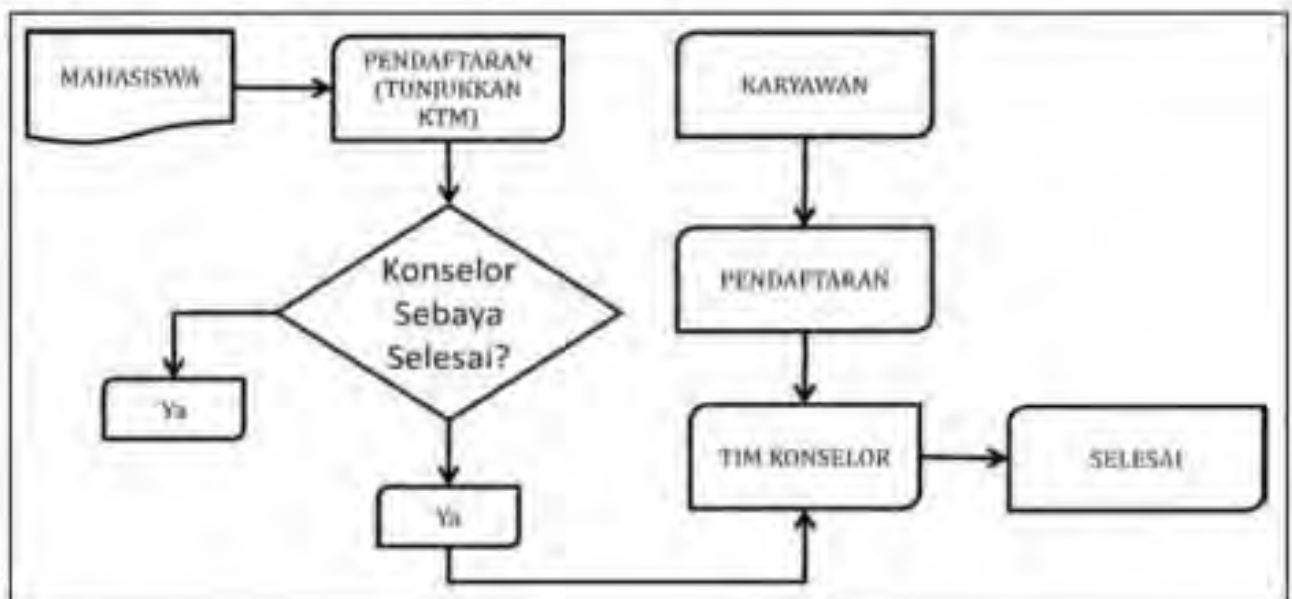 MAHASISWA
PENDAFTARAN
(TUNJUKKAN
KTM)
Konselor
Sebaya
Selesai?
Ya
Ya
KARYAWAN
PENDAFTARAN
TIM KONSELOR
SELESAI